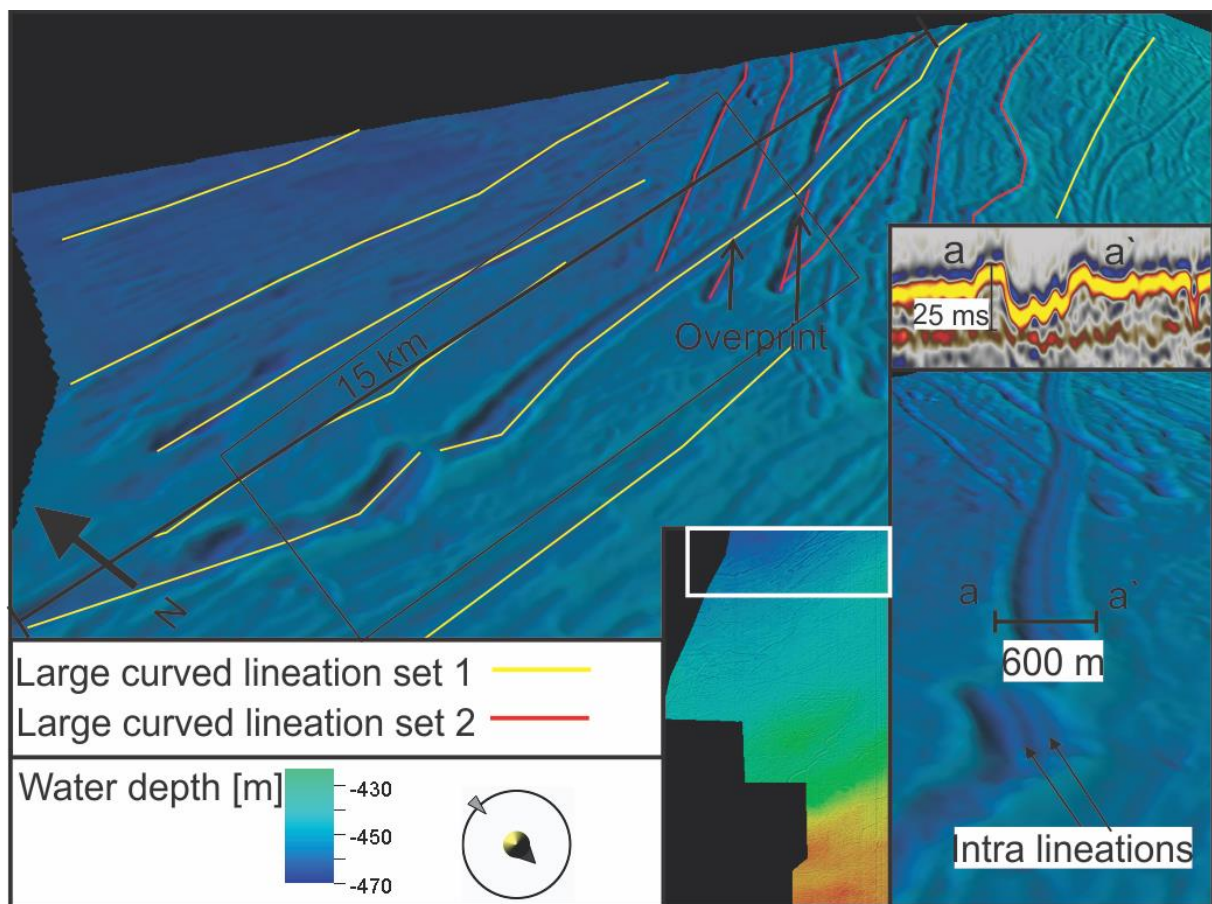 15 km
Overprint
N
a a`
25 ms
a a`
600 m
Intra lineations
Large curved lineation set 1
Large curved lineation set 2
Water depth [m]
-430
-450
-470